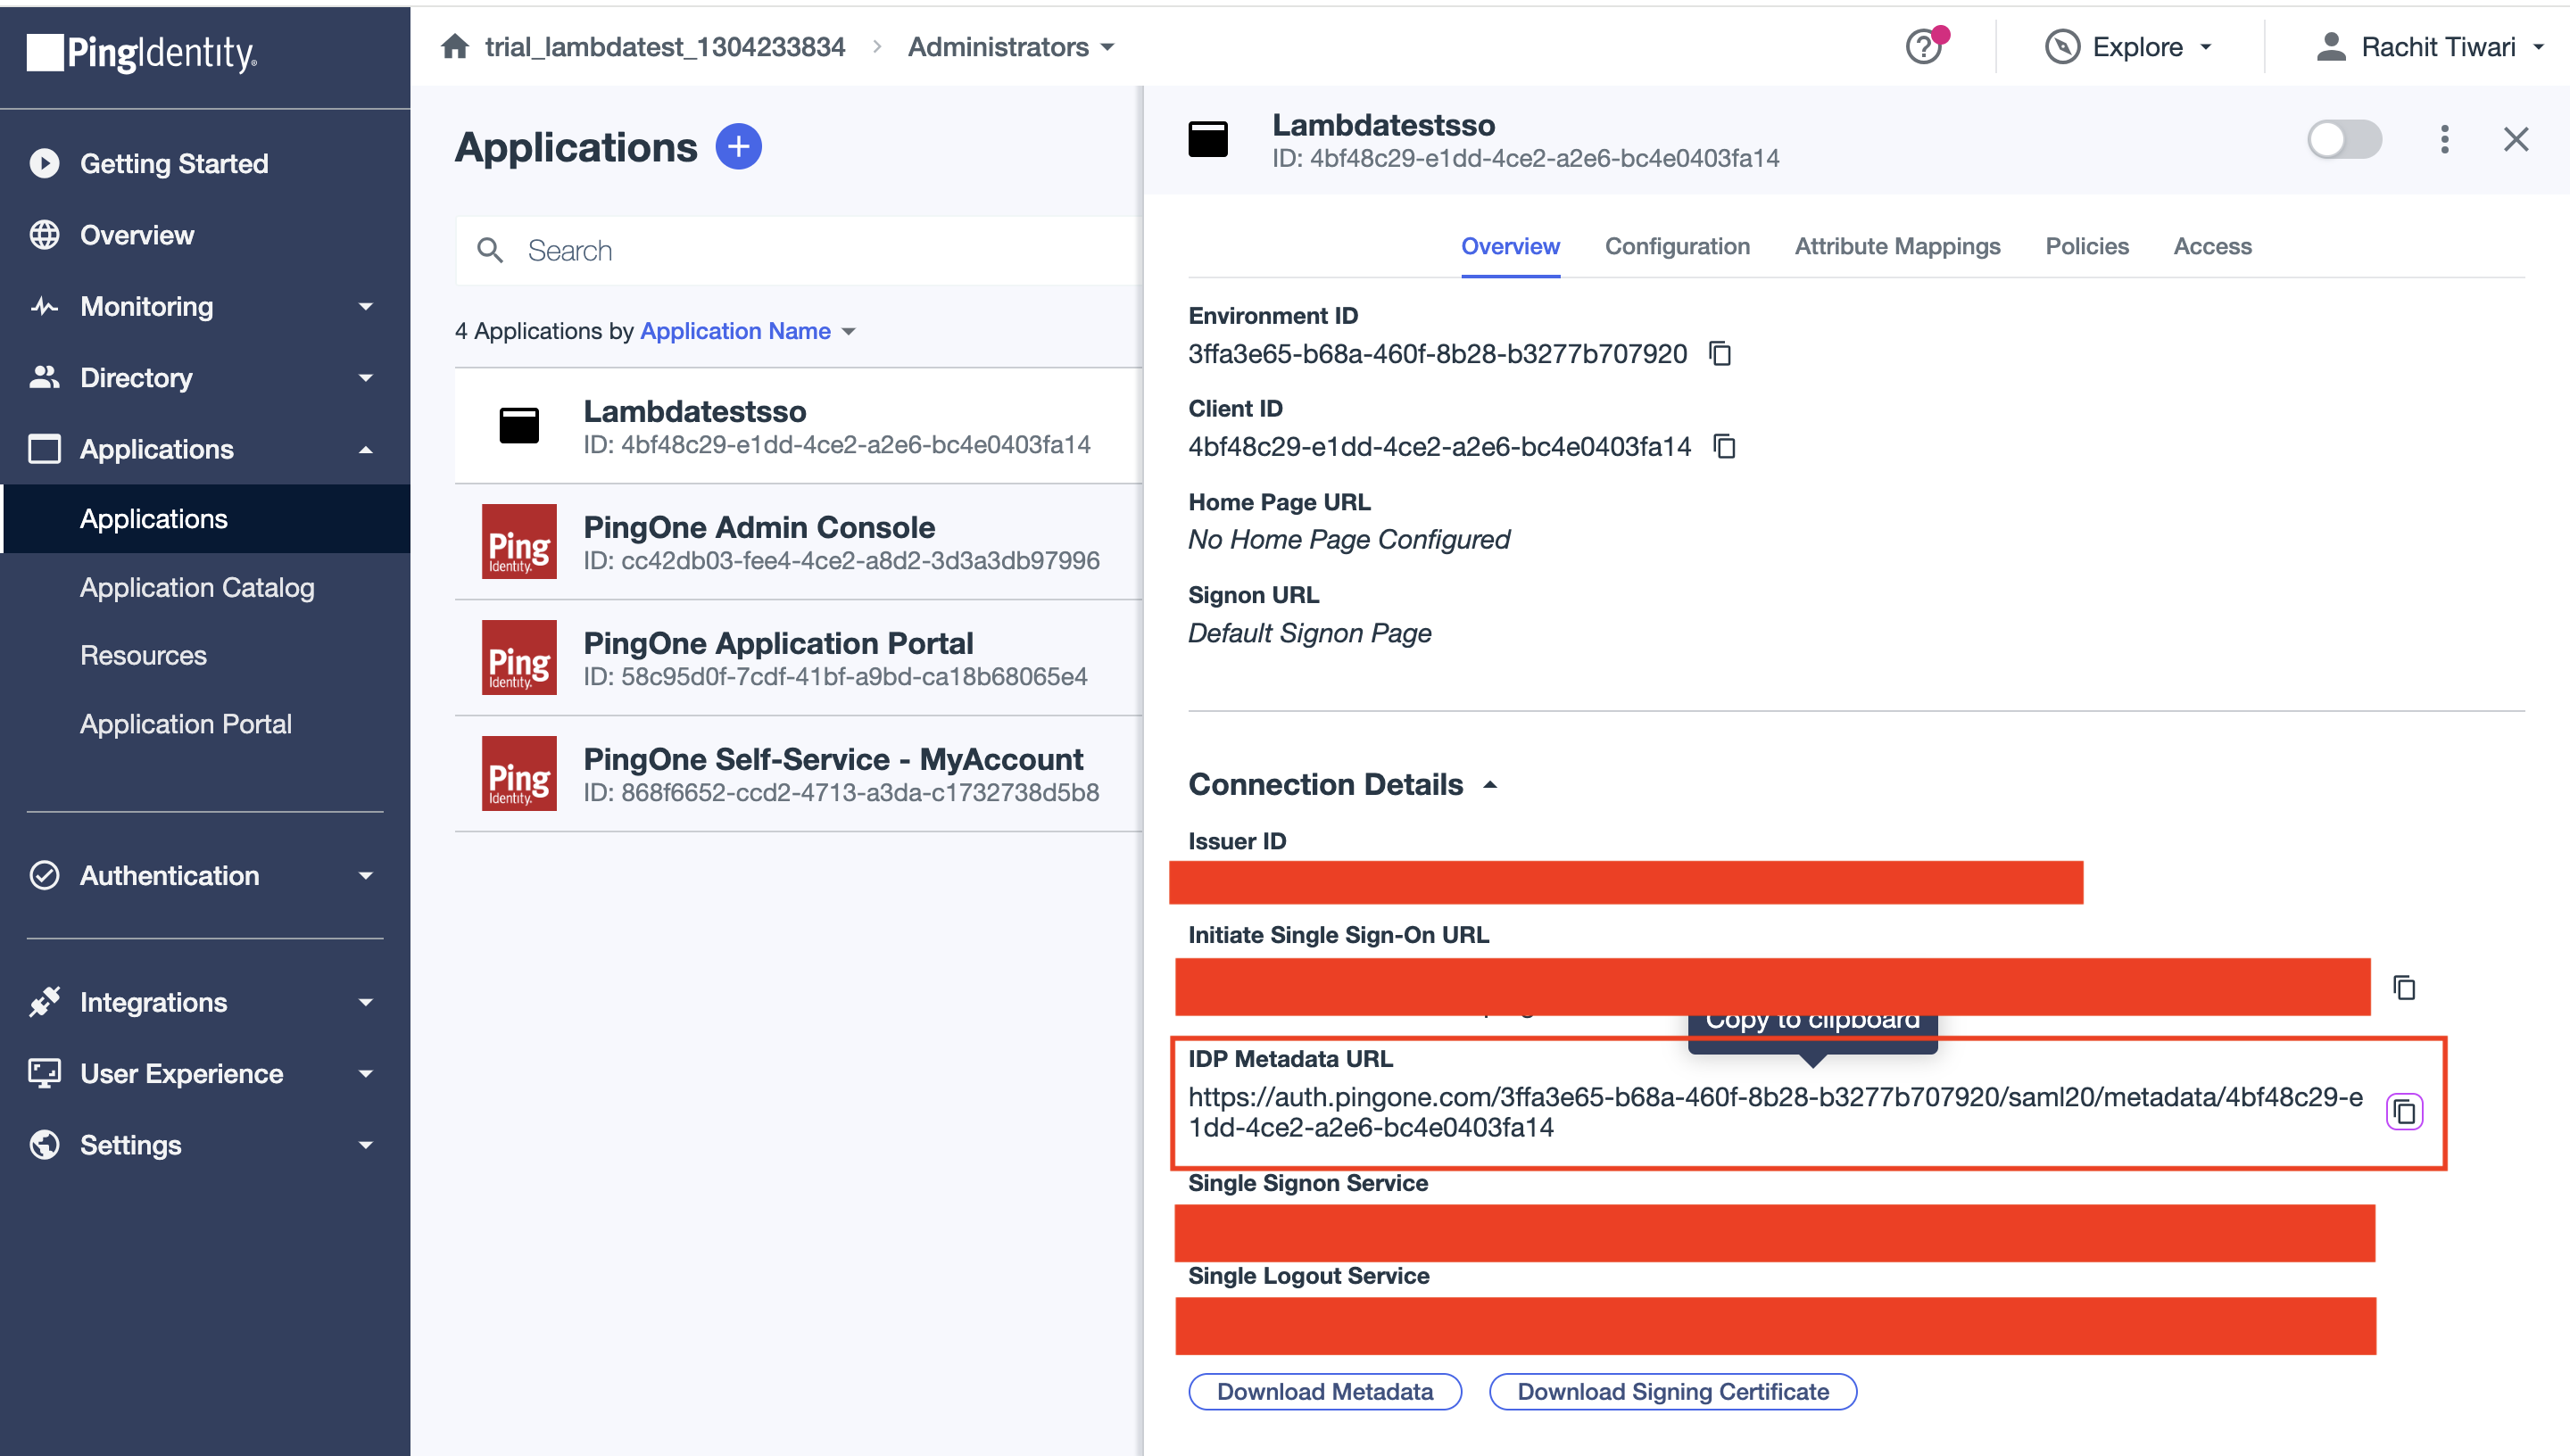 PingIdentity.
trial_lambdatest_1304233834
Administrators
Explore
Rachit Tiwari
Getting Started
Overview
Monitoring
Directory
Applications
Applications
Application Catalog
Resources
Application Portal
Authentication
Integrations
User Experience
Settings
Applications
Search
4 Applications by Application Name
Lambdatestsso
ID: 4bf48c29-e1dd-4ce2-a2e6-bc4e0403fa14
Ping
Identity.
PingOne Admin Console
ID: cc42db03-fee4-4ce2-a8d2-3d3a3db97996
Ping
Identity.
PingOne Application Portal
ID: 58c95d0f-7cdf-41bf-a9bd-ca18b68065e4
Ping
Identity.
PingOne Self-Service - MyAccount
ID: 868f6652-ccd2-4713-a3da-c1732738d5b8
Lambdatestsso
ID: 4bf48c29-e1dd-4ce2-a2e6-bc4e0403fa14
Overview
Configuration
Attribute Mappings
Policies
Access
Environment ID
3ffa3e65-b68a-460f-8b28-b3277b707920
Client ID
4bf48c29-e1dd-4ce2-a2e6-bc4e0403fa14
Home Page URL
No Home Page Configured
Signon URL
Default Signon Page
Connection Details
Issuer ID
Initiate Single Sign-On URL
Copy to clipboard
IDP Metadata URL
https://auth.pingone.com/3ffa3e65-b68a-460f-8b28-b3277b707920/saml20/metadata/4bf48c29-e
1dd-4ce2-a2e6-bc4e0403fa14
Single Signon Service
Single Logout Service
Download Metadata
Download Signing Certificate